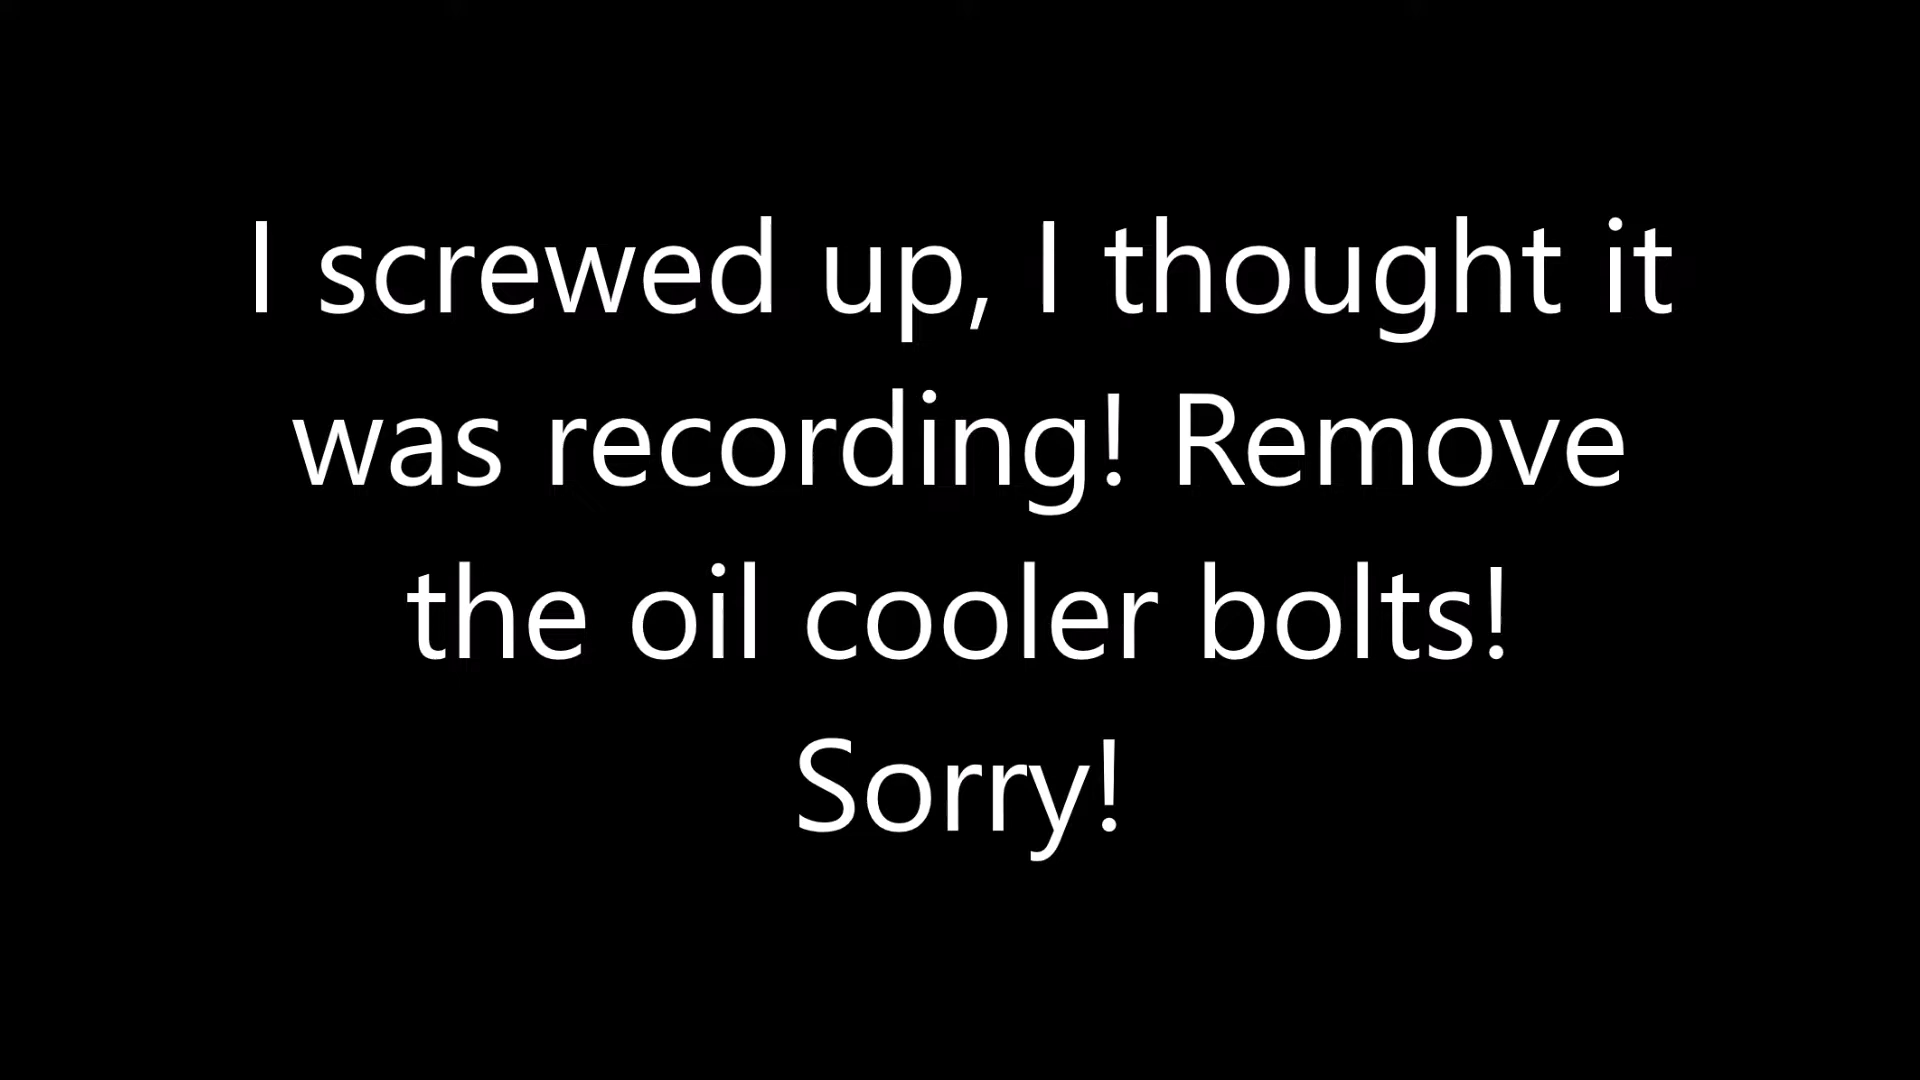 I screwed up, I thought it
was recording! Remove
the oil cooler bolts!
Sorry!